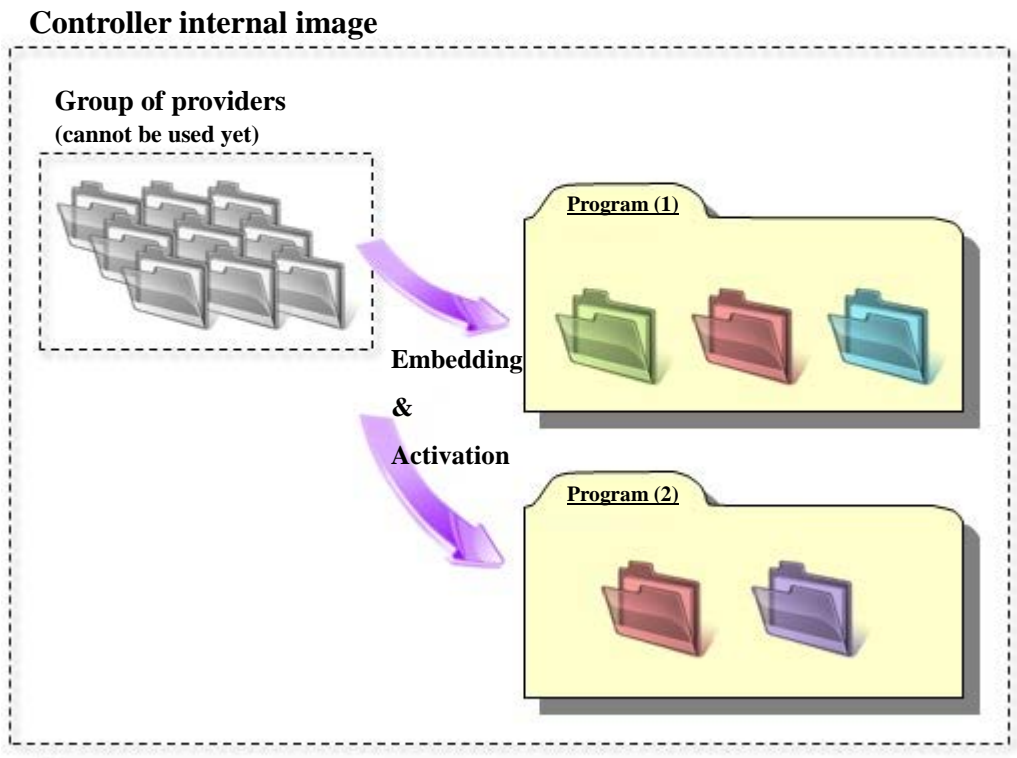 Controller internal image
Group of providers
(cannot be used yet)
Program (1)
Embedding
&
Activation
Program (2)